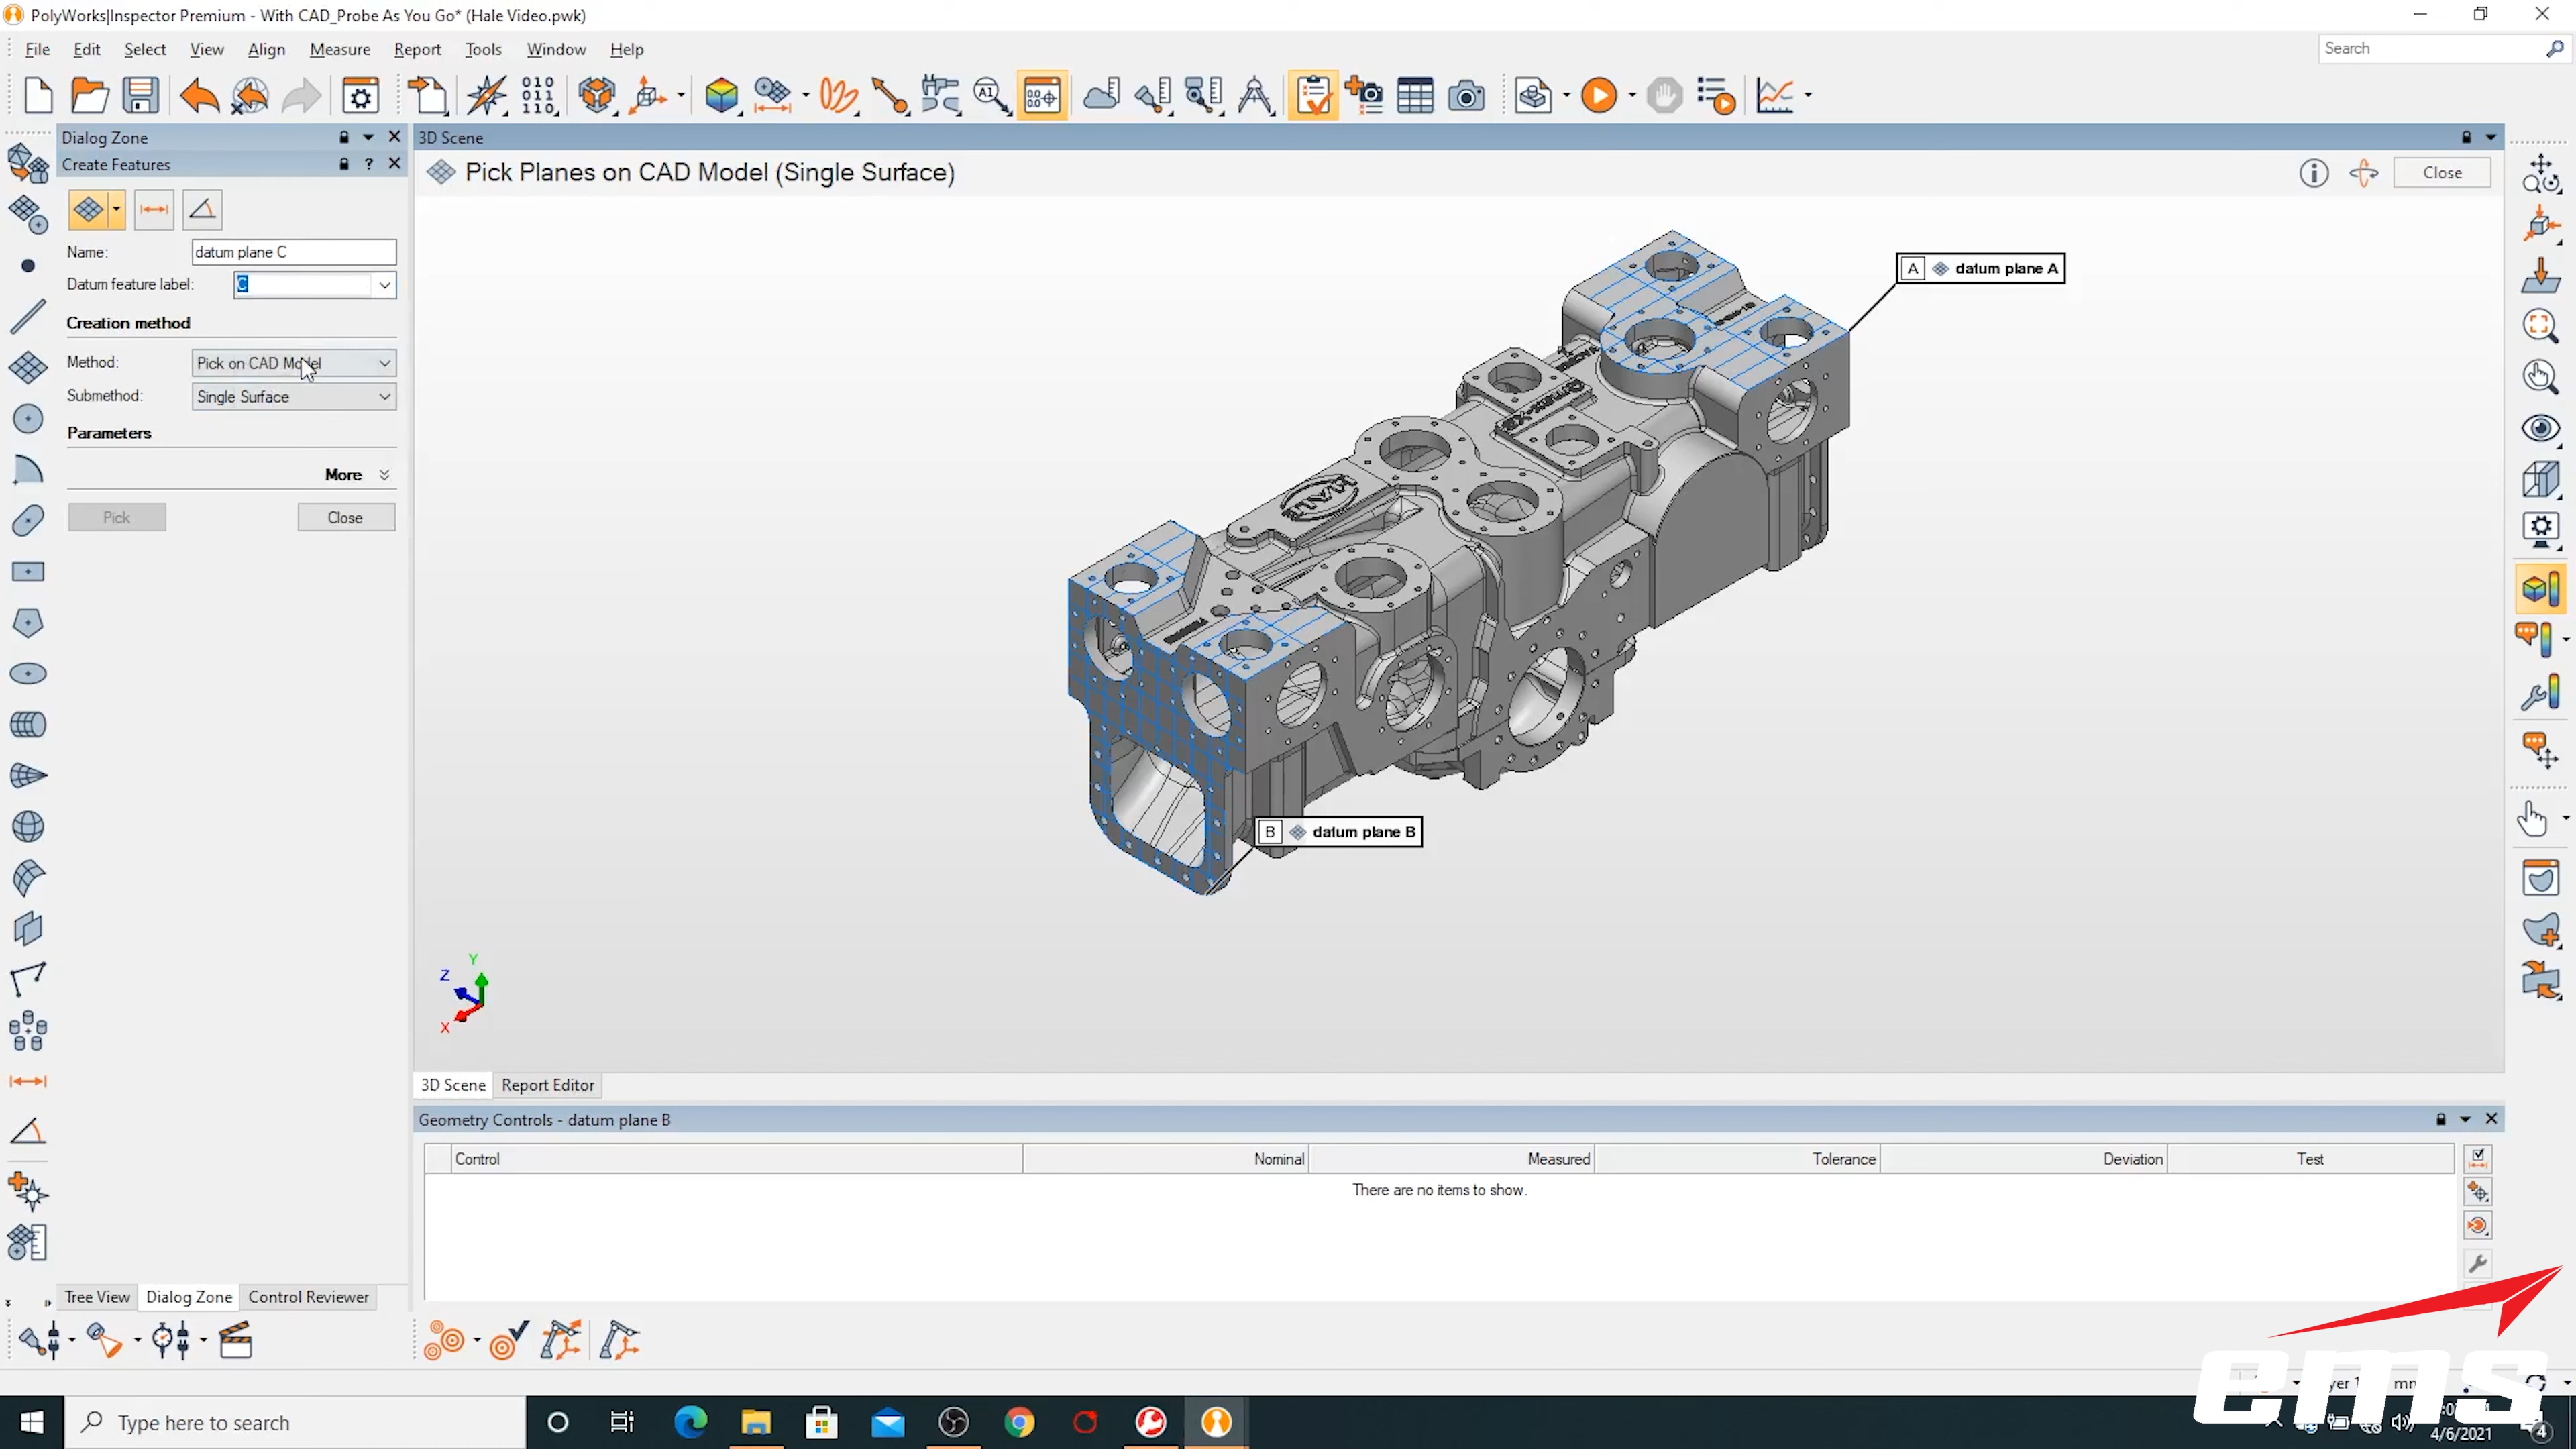 PolyWorks|Inspector Premium - With CAD_Probe As You Go* (Hale Video.pwk)
File Edit Select View Align Measure Report Tools Window Help
Search
Dialog Zone
3D Scene
Create Features
Pick Planes on CAD Model (Single Surface)
Close
Name: datum plane C
Datum feature label: C
Creation method
Method: Pick on CAD Model
Submethod: Single Surface
Parameters
More
Pick Close
A datum plane A
HALE
B datum plane B
Y
Z
X
3D Scene Report Editor
Geometry Controls - datum plane B
Control Nominal Measured Tolerance Deviation Test
There are no items to show.
Tree View Dialog Zone Control Reviewer
ems
Type here to search
4/6/2021
4